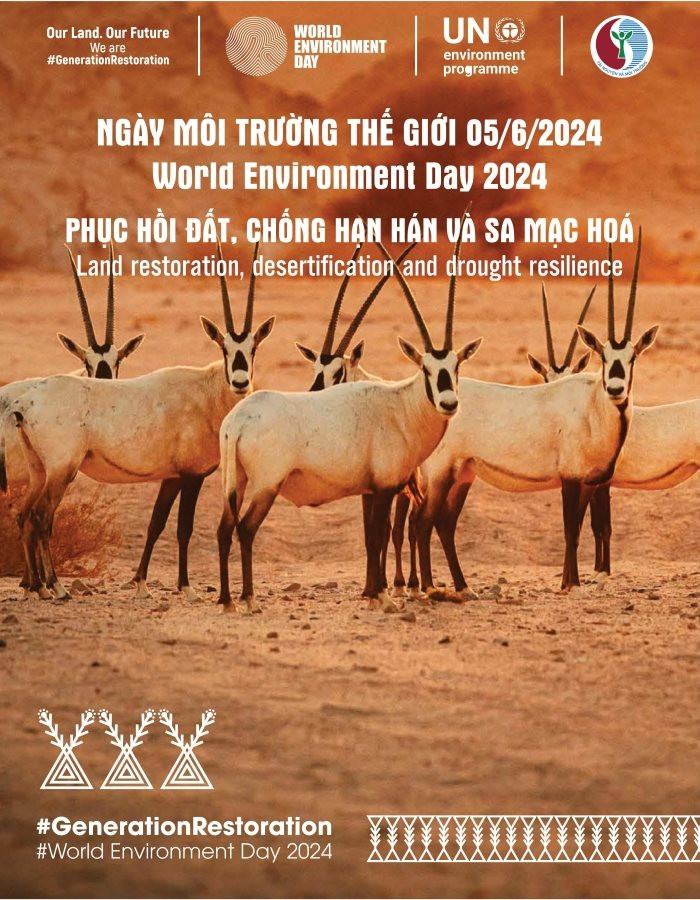 Our Land. Our Future
We are
#GenerationRestoration
WORLD
ENVIRONMENT
DAY
UN
environment
programme
NGÀY MÔI TRƯỜNG THẾ GIỚI 05/6/2024
World Environment Day 2024
PHỤC HỒI ĐẤT, CHỐNG HẠN HÁN VÀ SA MẠC HOÁ
Land restoration, desertification and drought resilience
#GenerationRestoration
#World Environment Day 2024